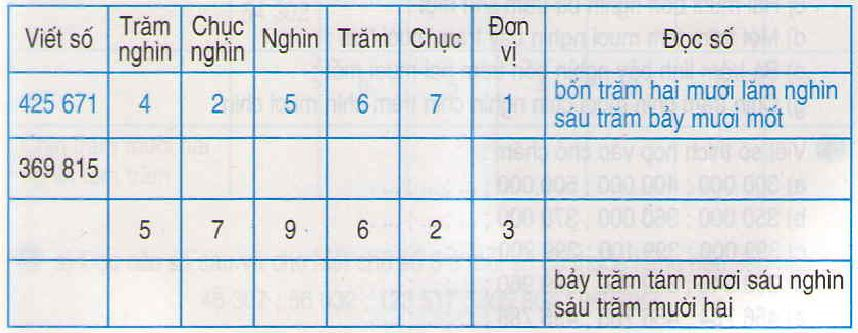 Viết số Trăm nghìn Chục nghìn Nghìn Trăm Chục Đơn vị Đọc số
425 671 4 2 5 6 7 1 bốn trăm hai mươi lăm nghìn
sáu trăm bảy mươi mốt
369 815
5 7 9 6 2 3
bảy trăm tám mươi sáu nghìn
sáu trăm mười hai